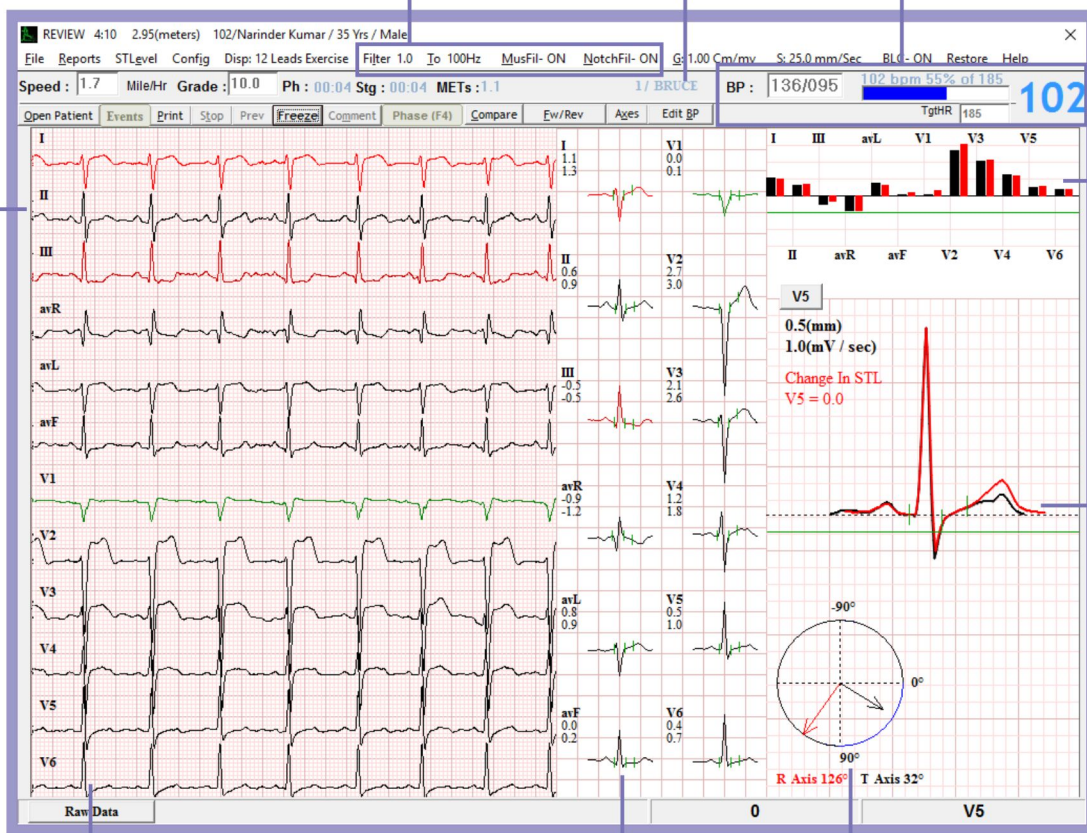 REVIEW 4:10 2.95(meters) 102/Narinder Kumar / 35 Yrs / Male
File Reports STLevel Config Disp: 12 Leads Exercise Filter 1.0 To 100Hz MusFil- ON NotchFil- ON G: 1.00 Cm/mv S: 25.0 mm/Sec BLC- ON Restore Help
Speed : 1.7 Mile/Hr Grade : 10.0 Ph : 00:04 Stg : 00:04 METs : 1.1 1/ BRUCE
BP : 136/095 102 bpm 55% of 185 102
TgtHR 185
Open Patient Events Print Stop Prev Freeze Comment Phase (F4) Compare Fw/Rev Axes Edit BP
I
II
III
avR
avL
avF
V1
V2
V3
V4
V5
V6
I V1
1.1 0.0
1.3 0.1
II V2
0.6 2.7
0.9 3.0
III V3
-0.5 2.1
-0.5 2.6
avR V4
-0.9 1.2
-1.2 1.8
avL V5
0.8 0.5
0.9 1.0
avF V6
0.0 0.4
0.2 0.7
I III avL V1 V3 V5
II avR avF V2 V4 V6
V5
0.5(mm)
1.0(mV / sec)
Change In STL
V5 = 0.0
-90°
0°
90°
R Axis 126° T Axis 32°
Raw Data 0 V5